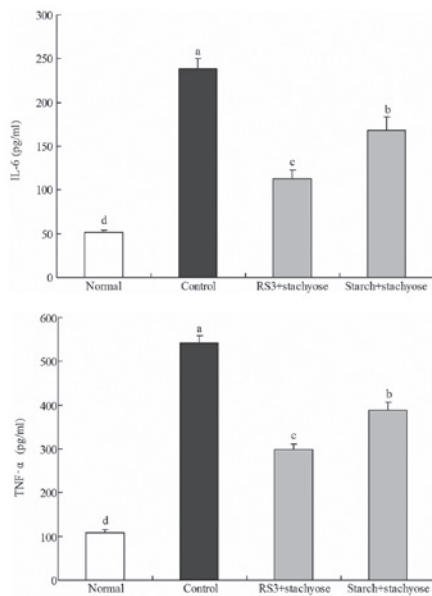 300
250
200
150
100
50
0
IL-6 (pg/ml)
d
a
c
b
Normal Control RS3+stachyose Starch+stachyose
600
500
400
300
200
100
0
TNF-α (pg/ml)
d
a
c
b
Normal Control RS3+stachyose Starch+stachyose